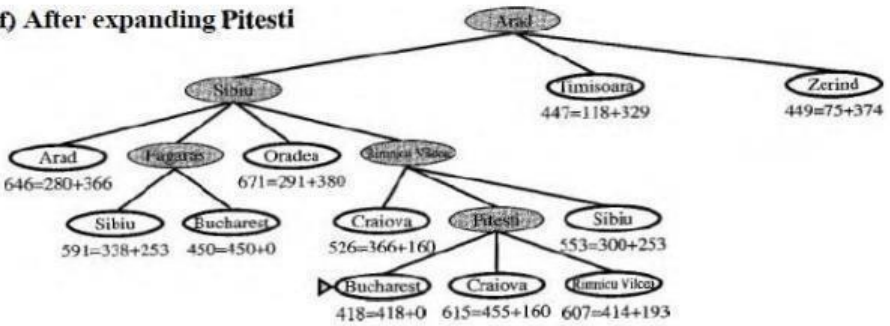 f) After expanding Pitesti
Arad
Sibiu
Timisoara
Zerind
447=118+329
449=75+374
Arad
Fagaras
Oradea
Rimnicu Vilcea
646=280+366
671=291+380
Sibiu
Bucharest
Craiova
Pitesti
Sibiu
591=338+253
450=450+0
526=366+160
553=300+253
Bucharest
Craiova
Rimnicu Vilcea
418=418+0
615=455+160
607=414+193